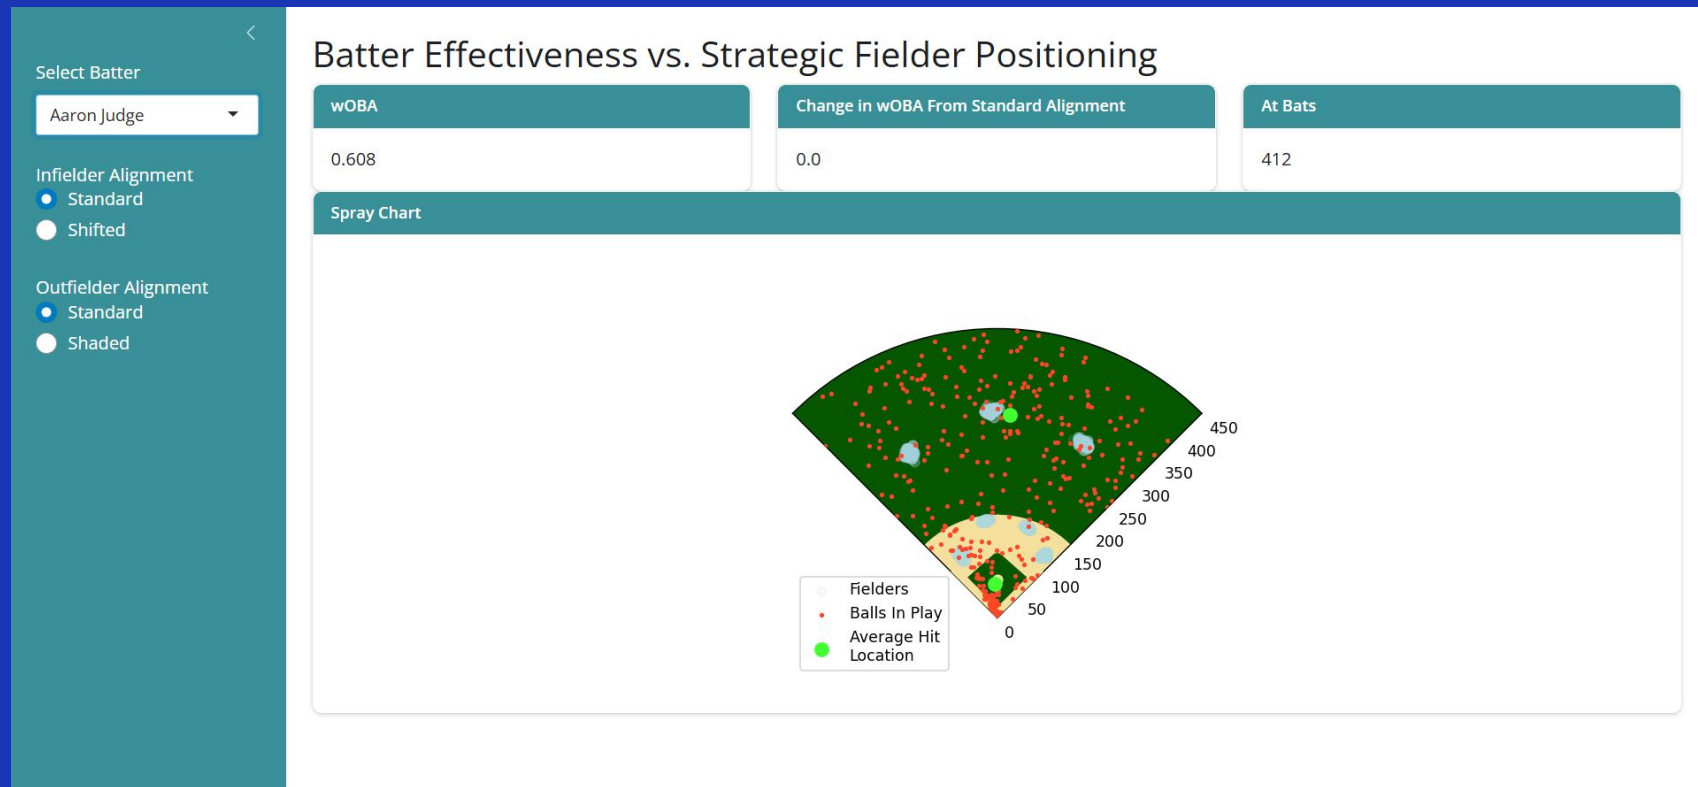 Select Batter
Aaron Judge
Infielder Alignment
Standard
Shifted
Outfielder Alignment
Standard
Shaded
Batter Effectiveness vs. Strategic Fielder Positioning
wOBA
0.608
Change in wOBA From Standard Alignment
0.0
At Bats
412
Spray Chart
450
400
350
300
250
200
150
100
50
0
Fielders
Balls In Play
Average Hit
Location